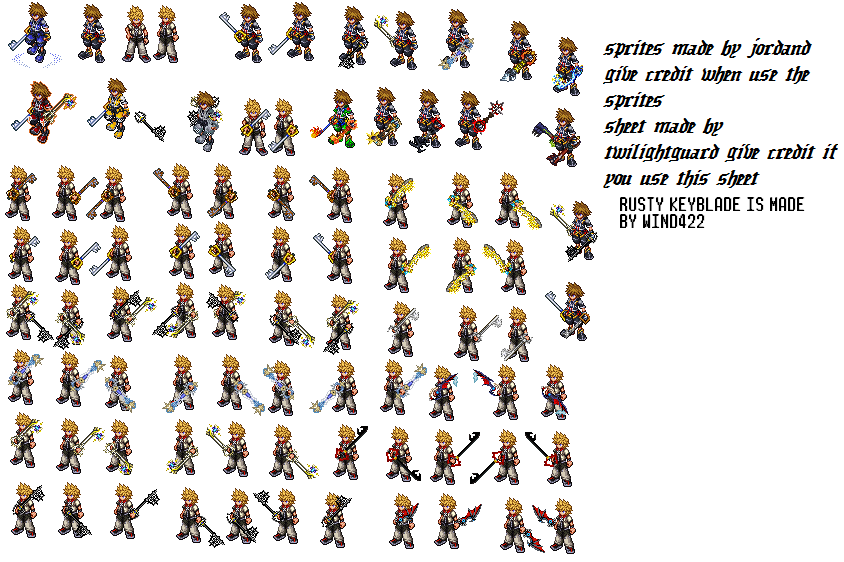 sprites made by jordand
give credit when use the
sprites
sheet made by
twilightguard give credit if
you use this sheet
RUSTY KEYBLADE IS MADE
BY WIND422